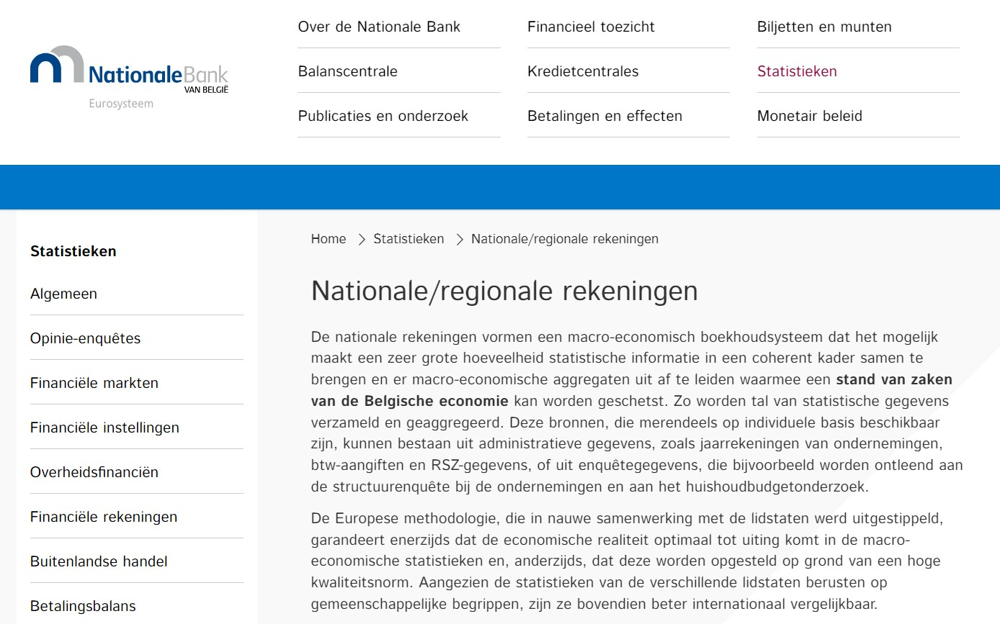 Over de Nationale Bank
Financieel toezicht
Biljetten en munten
NationaleBank
VAN BELGIË
Eurosysteem
Balanscentrale
Kredietcentrales
Statistieken
Publicaties en onderzoek
Betalingen en effecten
Monetair beleid
Statistieken
Algemeen
Opinie-enquêtes
Financiële markten
Financiële instellingen
Overheidsfinanciën
Financiële rekeningen
Buitenlandse handel
Betalingsbalans
Home > Statistieken > Nationale/regionale rekeningen
Nationale/regionale rekeningen
De nationale rekeningen vormen een macro-economisch boekhoudsysteem dat het mogelijk
maakt een zeer grote hoeveelheid statistische informatie in een coherent kader samen te
brengen en er macro-economische aggregaten uit af te leiden waarmee een stand van zaken
van de Belgische economie kan worden geschetst. Zo worden tal van statistische gegevens
verzameld en geaggregeerd. Deze bronnen, die merendeels op individuele basis beschikbaar
zijn, kunnen bestaan uit administratieve gegevens, zoals jaarrekeningen van ondernemingen,
btw-aangiften en RSZ-gegevens, of uit enquêtegegevens, die bijvoorbeeld worden ontleend aan
de structuurenquête bij de ondernemingen en aan het huishoudbudgetonderzoek.
De Europese methodologie, die in nauwe samenwerking met de lidstaten werd uitgestippeld,
garandeert enerzijds dat de economische realiteit optimaal tot uiting komt in de macro-
economische statistieken en, anderzijds, dat deze worden opgesteld op grond van een hoge
kwaliteitsnorm. Aangezien de statistieken van de verschillende lidstaten berusten op
gemeenschappelijke begrippen, zijn ze bovendien beter internationaal vergelijkbaar.